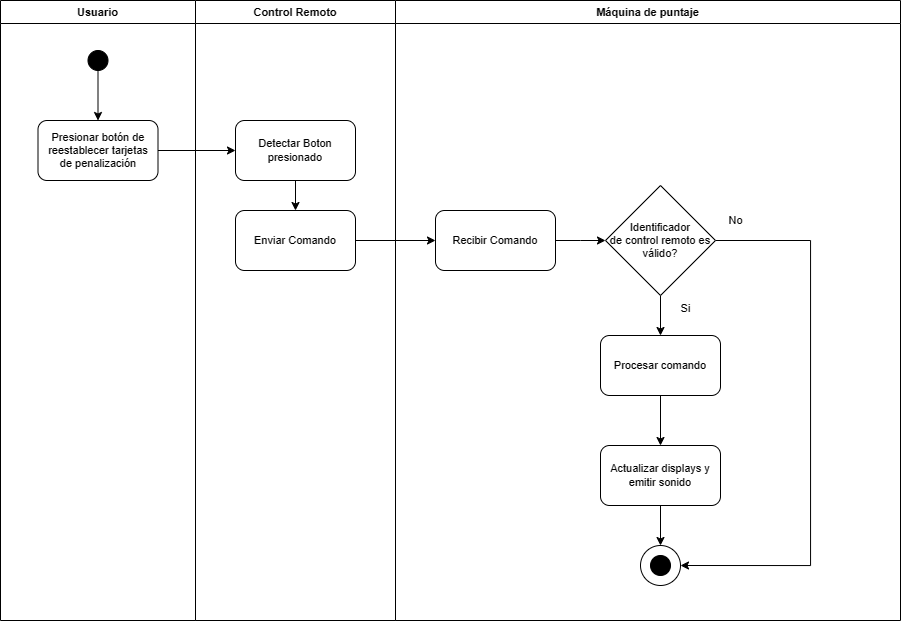 Usuario
Control Remoto
Máquina de puntaje
Presionar botón de
reestablecer tarjetas
de penalización
Detectar Boton
presionado
Enviar Comando
Recibir Comando
Identificador
de control remoto es
válido?
No
Si
Procesar comando
Actualizar displays y
emitir sonido